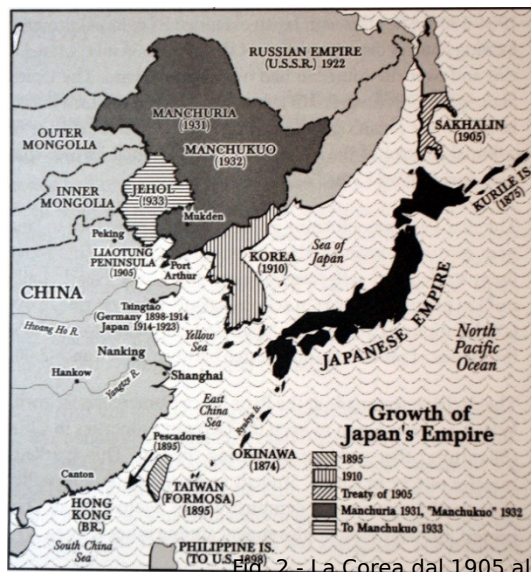 RUSSIAN EMPIRE
(U.S.S.R.) 1922
MANCHURIA
(1931)
MANCHUKUO
(1932)
SAKHALIN
(1905)
OUTER
MONGOLIA
INNER
MONGOLIA
JEHOL
(1933)
Mukden
KURILE IS.
(1875)
Peking
LIAOTUNG
PENINSULA
(1905)
Port
Arthur
KOREA
(1910)
Sea of
Japan
CHINA
Tsingtao
(Germany 1898-1914
Japan 1914-1923)
Hwang Ho R.
Yellow
Sea
JAPANESE EMPIRE
North
Pacific
Ocean
Nanking
Hankow
Yangtze R.
Shanghai
East
China
Sea
Ryukyu Is.
OKINAWA
(1874)
Pescadores
(1895)
Canton
TAIWAN
(FORMOSA)
(1895)
HONG
KONG
(BR.)
South China
Sea
PHILIPPINE IS.
(TO U.S. 1898)
Growth of
Japan's Empire
1895
1910
Treaty of 1905
Manchuria 1931, "Manchukuo" 1932
To Manchukuo 1933
Fig. 2 - La Corea dal 1905 a